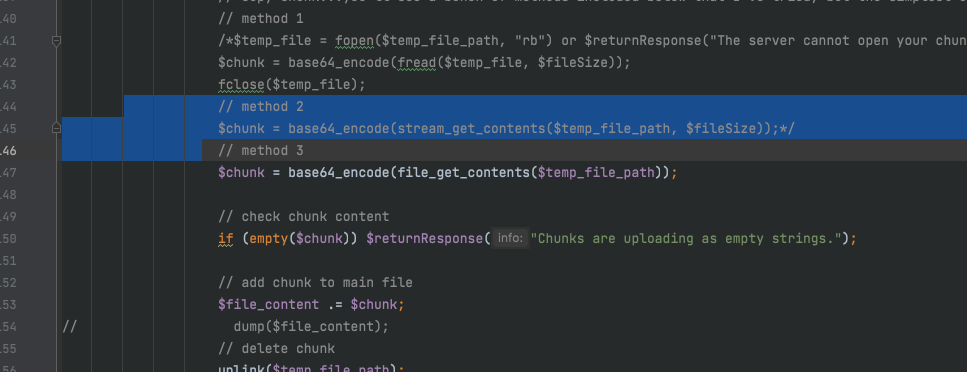 140 // method 1
141 /*$temp_file = fopen($temp_file_path, "rb") or $returnResponse("The server cannot open your chun
142 $chunk = base64_encode(fread($temp_file, $fileSize));
143 fclose($temp_file);
144 // method 2
145 $chunk = base64_encode(stream_get_contents($temp_file_path, $fileSize));*/
146 // method 3
147 $chunk = base64_encode(file_get_contents($temp_file_path));
148
149 // check chunk content
150 if (empty($chunk)) $returnResponse( info: "Chunks are uploading as empty strings.");
151
152 // add chunk to main file
153 $file_content .= $chunk;
154 // dump($file_content);
155 // delete chunk
156 unlink($temp_file_path);